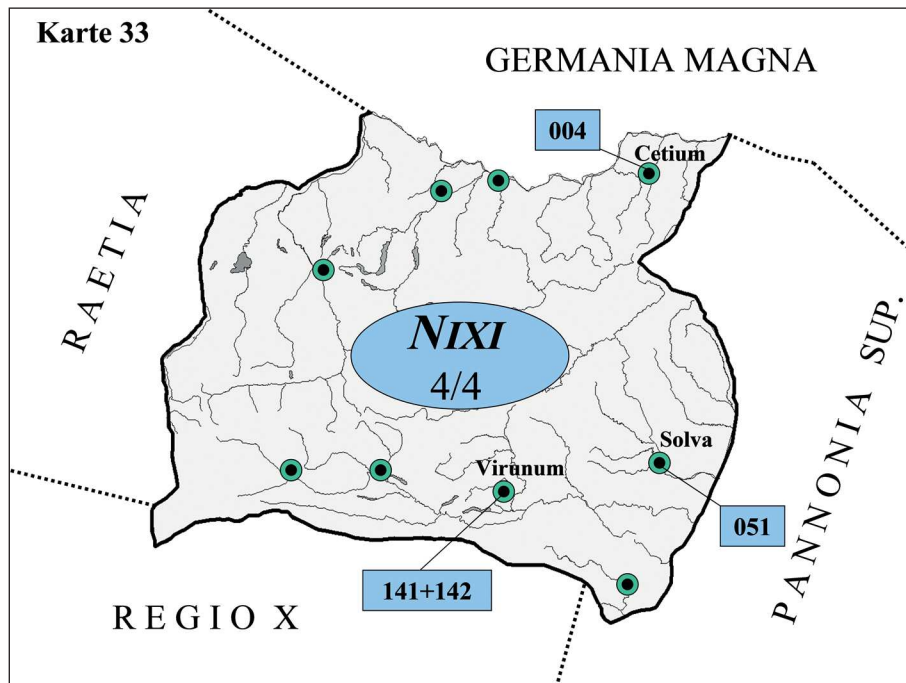 Karte 33
GERMANIA MAGNA
004
Cetium
RAETIA
NIXI
4/4
PANNONIA SUP.
Solva
Virunum
051
141+142
REGIO X